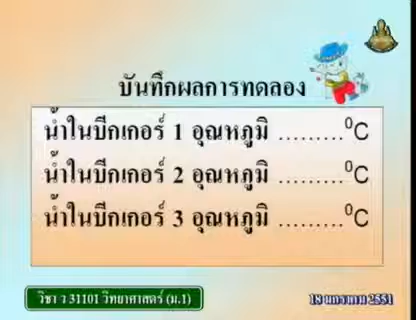 บันทึกผลการทดลอง
น้ำในบีกเกอร์ 1 อุณหภูมิ .........⁰C
น้ำในบีกเกอร์ 2 อุณหภูมิ .........⁰C
น้ำในบีกเกอร์ 3 อุณหภูมิ .........⁰C
วิชา ว 31101 วิทยาศาสตร์ (ม.1)
18 มกราคม 2551